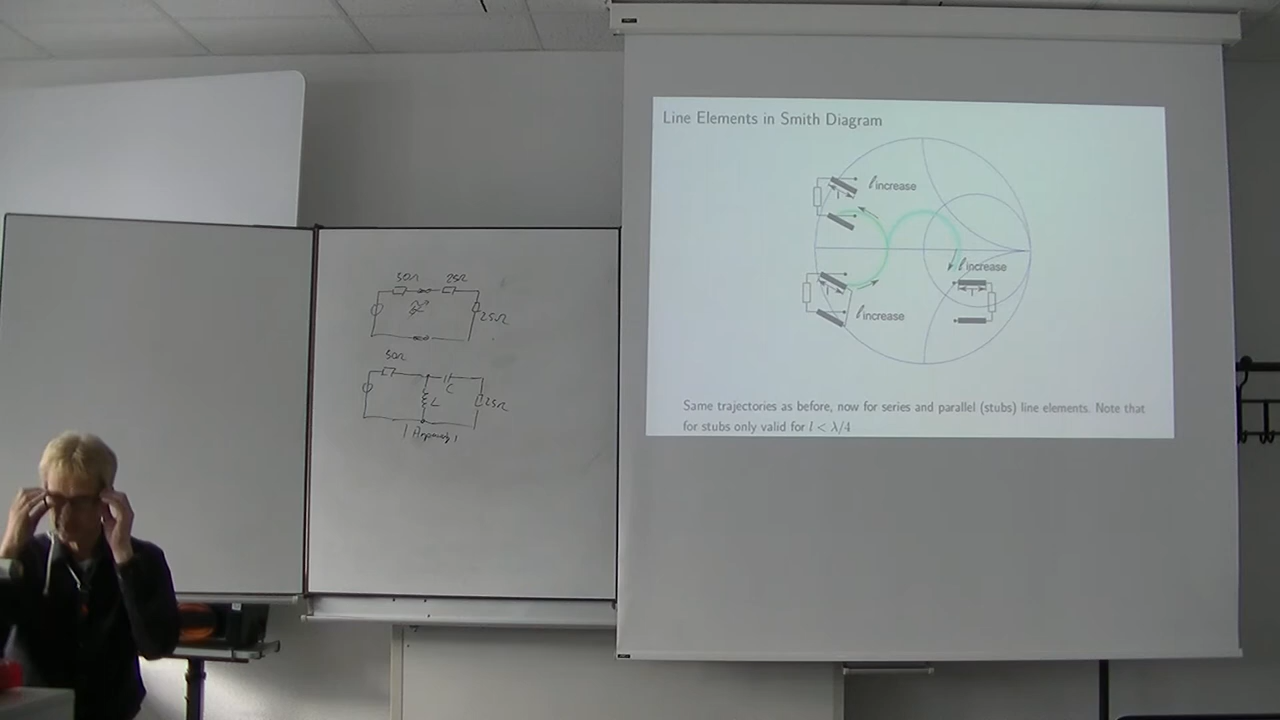 50Ω 25Ω
25Ω
50Ω
C
L
25Ω
Line Elements in Smith Diagram
l increase
l increase
l increase
Same trajectories as before, now for series and parallel (stubs) line elements. Note that
for stubs only valid for l < λ/4